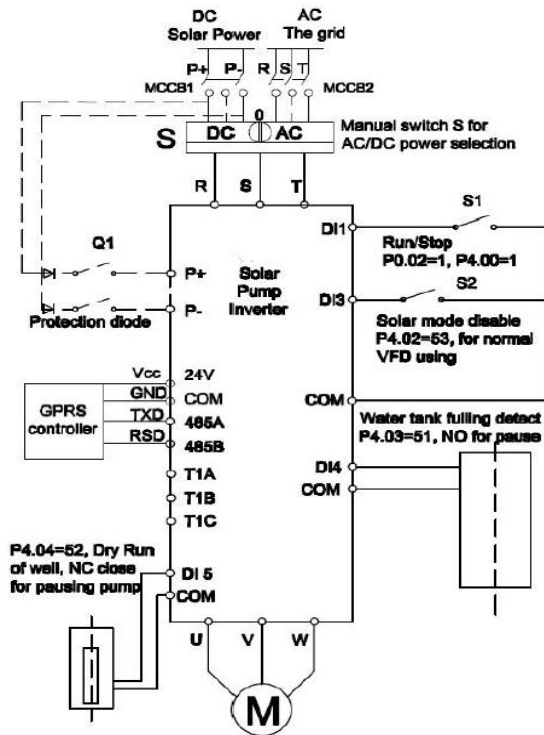 DC
Solar Power
AC
The grid
P+
P-
R
S
T
MCCB1
MCCB2
0
S
DC
AC
Manual switch S for
AC/DC power selection
R
S
T
DI1
S1
Run/Stop
P0.02=1, P4.00=1
Q1
P+
Solar
Pump
Inverter
DI3
S2
P-
Protection diode
Solar mode disable
P4.02=53, for normal
VFD using
Vcc
24V
GND
COM
GPRS
controller
TXD
485A
RSD
485B
COM
Water tank fulling detect
P4.03=51, NO for pause
DI4
COM
T1A
T1B
T1C
P4.04=52, Dry Run
of well, NC close
for pausing pump
DI 5
COM
U
V
W
M